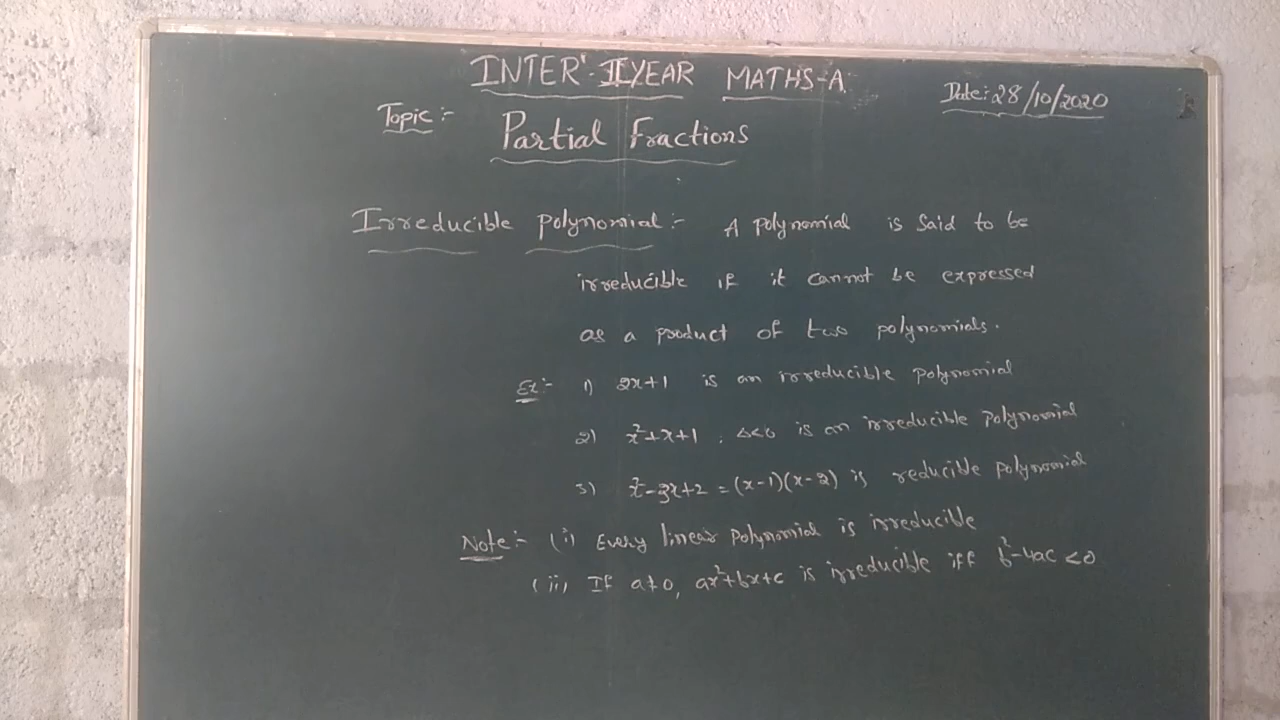 INTER'-II YEAR MATHS-A
Date:28/10/2020
Topic:- Partial Fractions
Irreducible polynomial:- A polynomial is said to be
irreducible if it cannot be expressed
as a product of two polynomials.
Ex:- 1) 2x+1 is an irreducible polynomial
2) x²+x+1, Δ<0 is an irreducible polynomial
3) x²-3x+2 = (x-1)(x-2) is reducible polynomial
Note:- (i) Every linear polynomial is irreducible
(ii) If a≠0, ax²+bx+c is irreducible iff b²-4ac<0